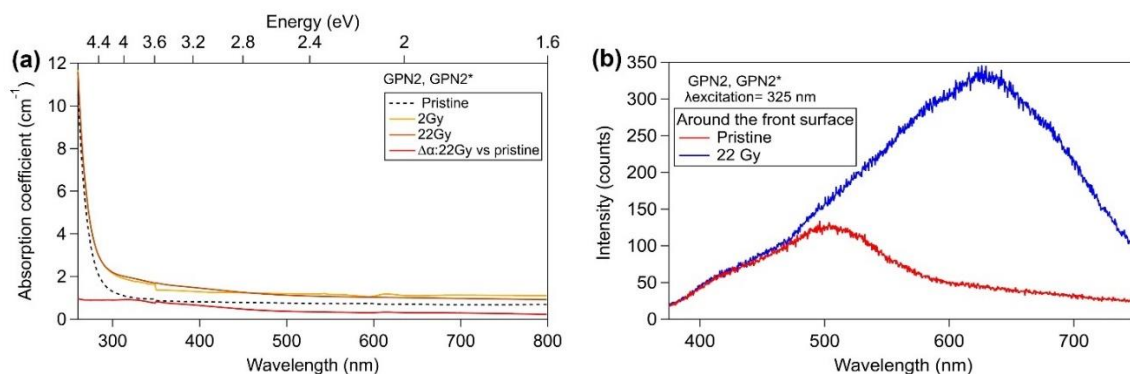 Energy (eV)
4.4 4 3.6 3.2 2.8 2.4 2 1.6
(a)
12
10
8
6
4
2
0
Absorption coefficient (cm⁻¹)
GPN2, GPN2*
Pristine
2Gy
22Gy
Δα:22Gy vs pristine
300 400 500 600 700 800
Wavelength (nm)
(b)
350
300
250
200
150
100
50
0
Intensity (counts)
GPN2, GPN2*
λexcitation= 325 nm
Around the front surface
Pristine
22 Gy
400 500 600 700
Wavelength (nm)